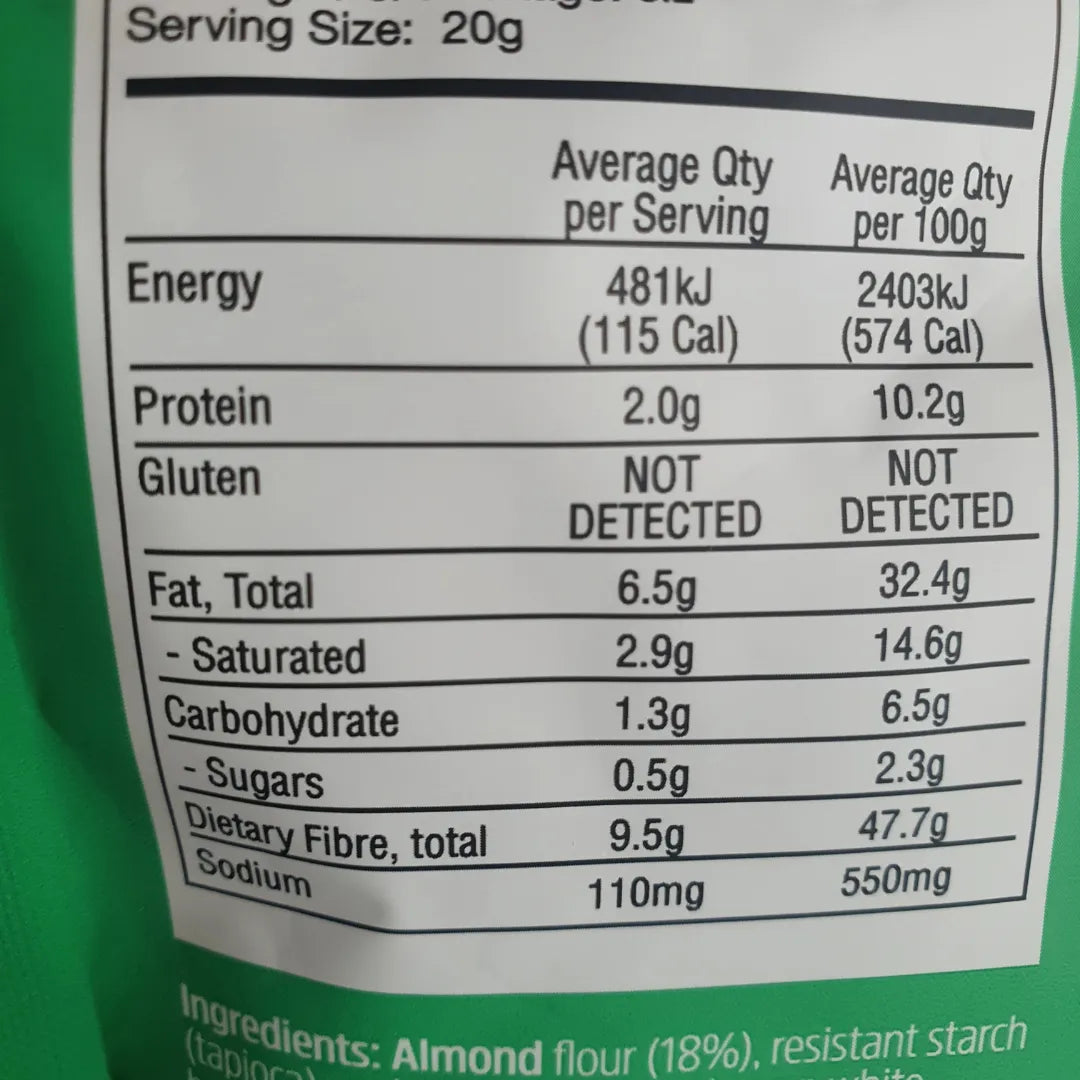 Serving Size: 20g
Average Qty per Serving Average Qty per 100g
Energy 481kJ (115 Cal) 2403kJ (574 Cal)
Protein 2.0g 10.2g
Gluten NOT DETECTED NOT DETECTED
Fat, Total 6.5g 32.4g
- Saturated 2.9g 14.6g
Carbohydrate 1.3g 6.5g
- Sugars 0.5g 2.3g
Dietary Fibre, total 9.5g 47.7g
Sodium 110mg 550mg
Ingredients: Almond flour (18%), resistant starch
(tapioca) white